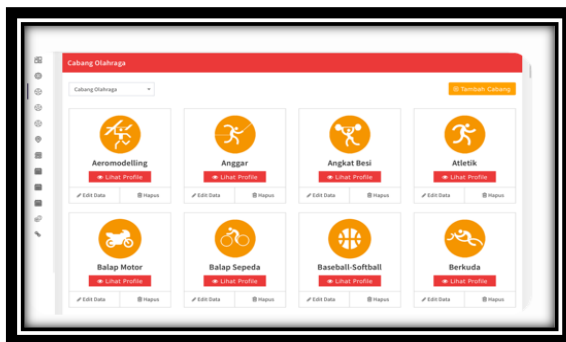 Cabang Olahraga
Cabang Olahraga
Tambah Cabang
Aeromodelling
Anggar
Angkat Besi
Atletik
Lihat Profile
Lihat Profile
Lihat Profile
Lihat Profile
Edit Data
Hapus
Edit Data
Hapus
Edit Data
Hapus
Edit Data
Hapus
Balap Motor
Balap Sepeda
Baseball-Softball
Berkuda
Lihat Profile
Lihat Profile
Lihat Profile
Lihat Profile
Edit Data
Hapus
Edit Data
Hapus
Edit Data
Hapus
Edit Data
Hapus